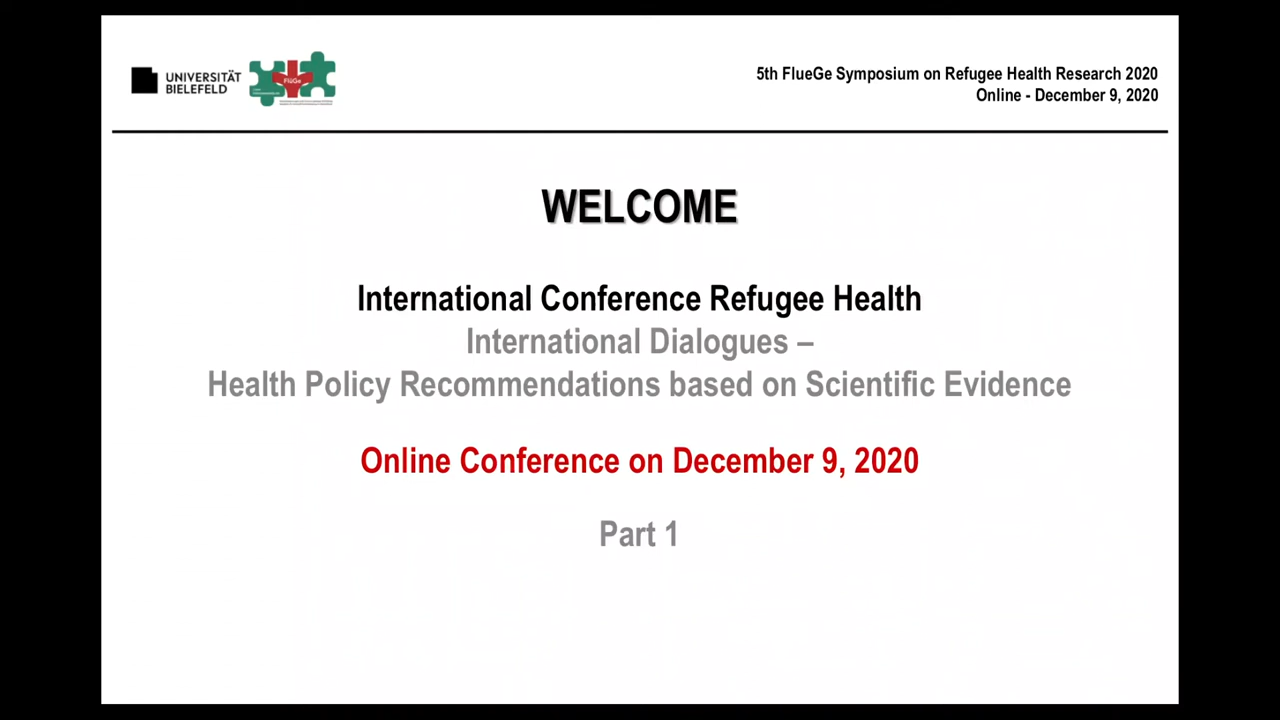 UNIVERSITÄT
BIELEFELD
FlüGe
5th FlueGe Symposium on Refugee Health Research 2020
Online - December 9, 2020
WELCOME
International Conference Refugee Health
International Dialogues –
Health Policy Recommendations based on Scientific Evidence
Online Conference on December 9, 2020
Part 1